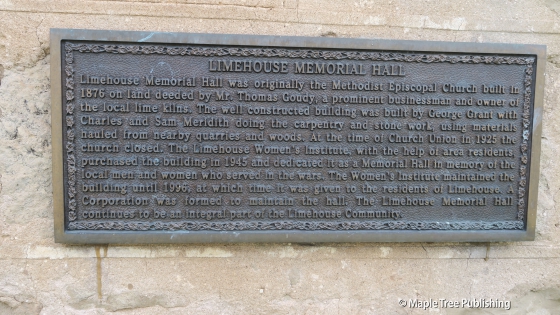 LIMEHOUSE MEMORIAL HALL
Limehouse Memorial Hall was originally the Methodist Episcopal Church built in
1876 on land deeded by Mr. Thomas Goudy, a prominent businessman and owner of
the local lime kilns. The well constructed building was built by George Grant with
Charles and Sam Meridith doing the carpentry and stone work, using materials
hauled from nearby quarries and woods. At the time of Church Union in 1925 the
church closed. The Limehouse Women's Institute, with the help of area residents
purchased the building in 1945 and dedicated it as a Memorial Hall in memory of the
local men and women who served in the wars. The Women's Institute maintained the
building until 1996, at which time it was given to the residents of Limehouse. A
Corporation was formed to maintain the hall. The Limehouse Memorial Hall
continues to be an integral part of the Limehouse Community.
© Maple Tree Publishing